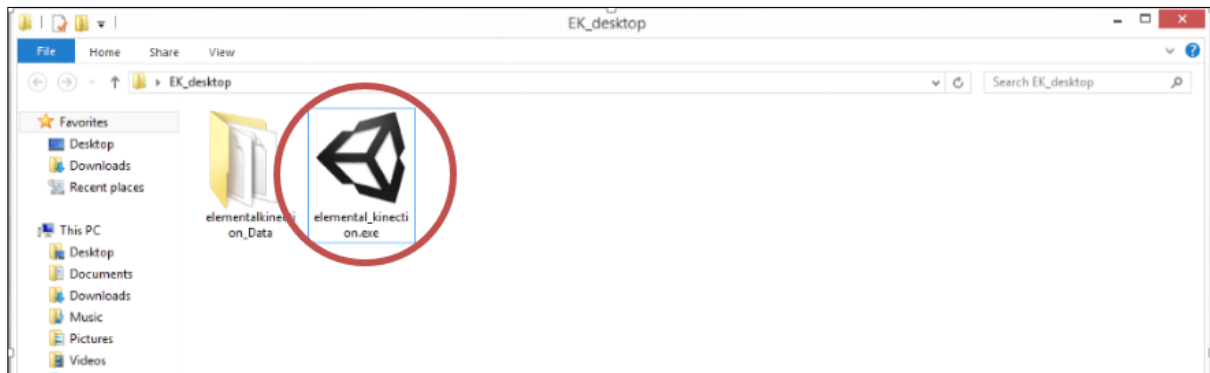 EK_desktop
File Home Share View
EK_desktop
Search EK_desktop
Favorites
Desktop
Downloads
Recent places
This PC
Desktop
Documents
Downloads
Music
Pictures
Videos
elementalkinecti
on_Data
elemental_kinecti
on.exe